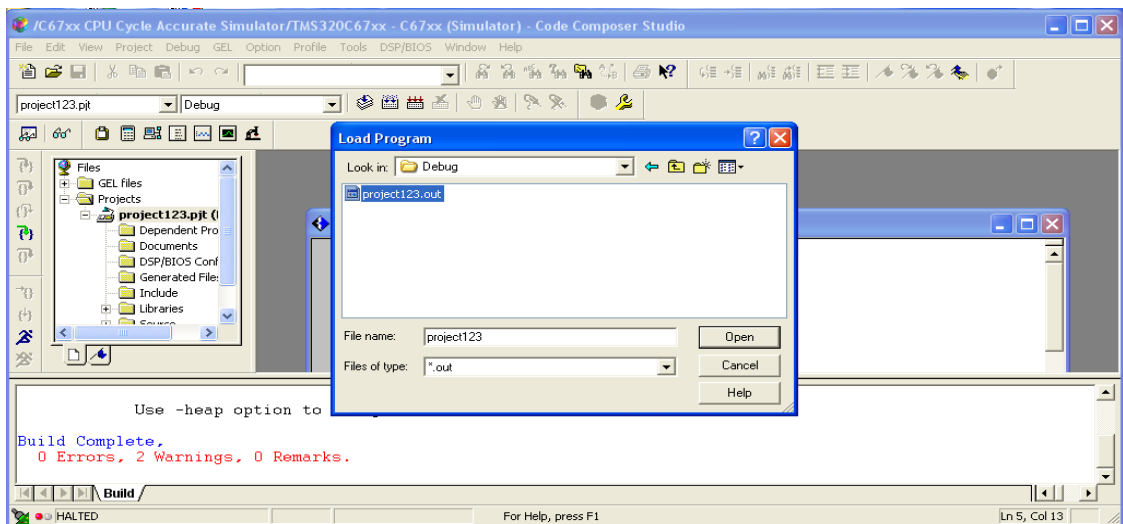 /C67xx CPU Cycle Accurate Simulator/TMS320C67xx - C67xx (Simulator) - Code Composer Studio
File Edit View Project Debug GEL Option Profile Tools DSP/BIOS Window Help
project123.pjt Debug
Load Program
Look in: Debug
project123.out
File name: project123 Open
Files of type: *.out Cancel
Help
Files
GEL files
Projects
project123.pjt (
Dependent Pro
Documents
DSP/BIOS Conf
Generated File
Include
Libraries
Source
Use -heap option to
Build Complete,
0 Errors, 2 Warnings, 0 Remarks.
Build
HALTED For Help, press F1 Ln 5, Col 13